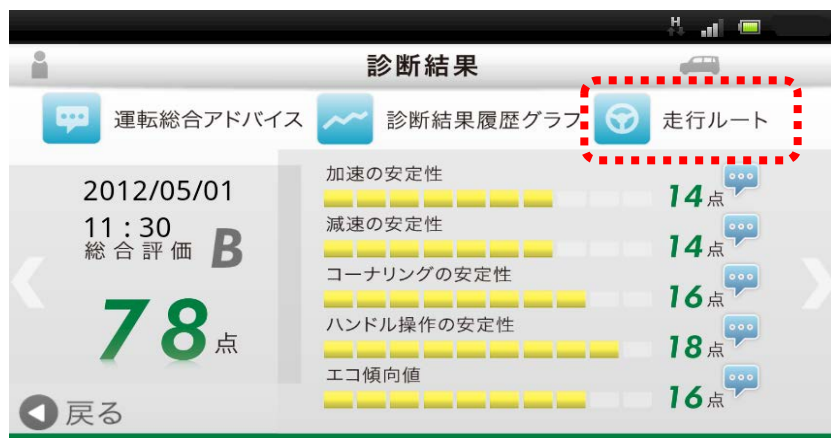 H
診断結果
運転総合アドバイス
診断結果履歴グラフ
走行ルート
2012/05/01
11:30
総合評価 B
78点
加速の安定性
14点
減速の安定性
14点
コーナリングの安定性
16点
ハンドル操作の安定性
18点
エコ傾向値
16点
戻る